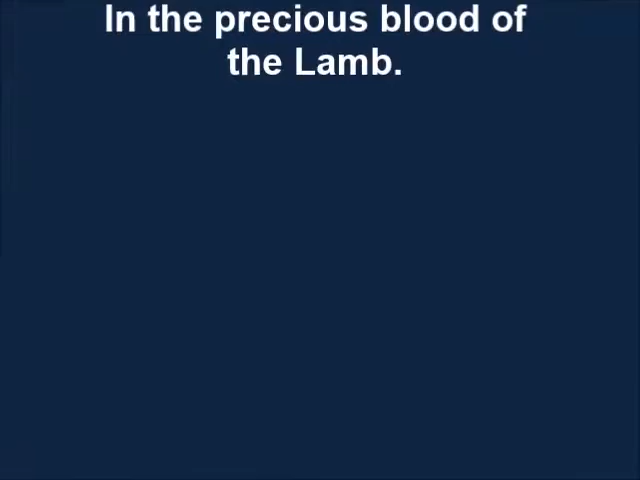 In the precious blood of
the Lamb.